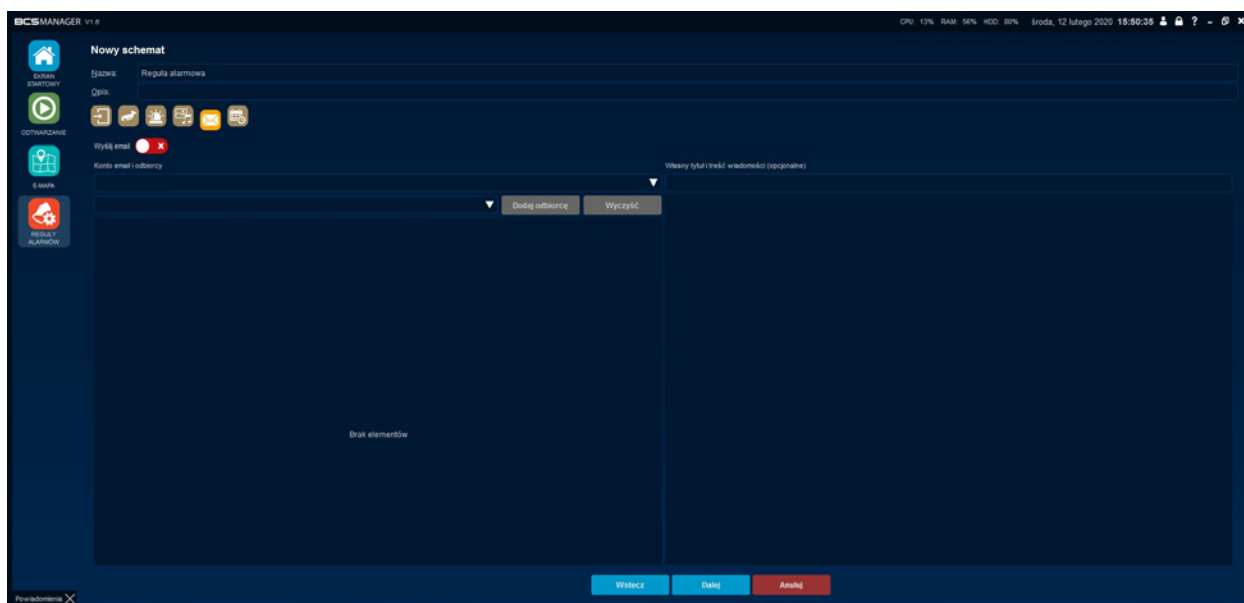 BCSMANAGER v1.6
CPU: 13% RAM: 56% HDD: 80% środa, 12 lutego 2020 15:50:35 ?
Nowy schemat
Nazwa: Reguła alarmowa
Opis:
EKRAN
STARTOWY
ODTWARZANIE
E-MAPA
REGUŁY
ALARMÓW
Wyślij email
Konto email i odbiorcy
Własny tytuł i treść wiadomości (opcjonalne)
Dodaj odbiorcę
Wyczyść
Brak elementów
Wstecz
Dalej
Anuluj
Powiadomienia